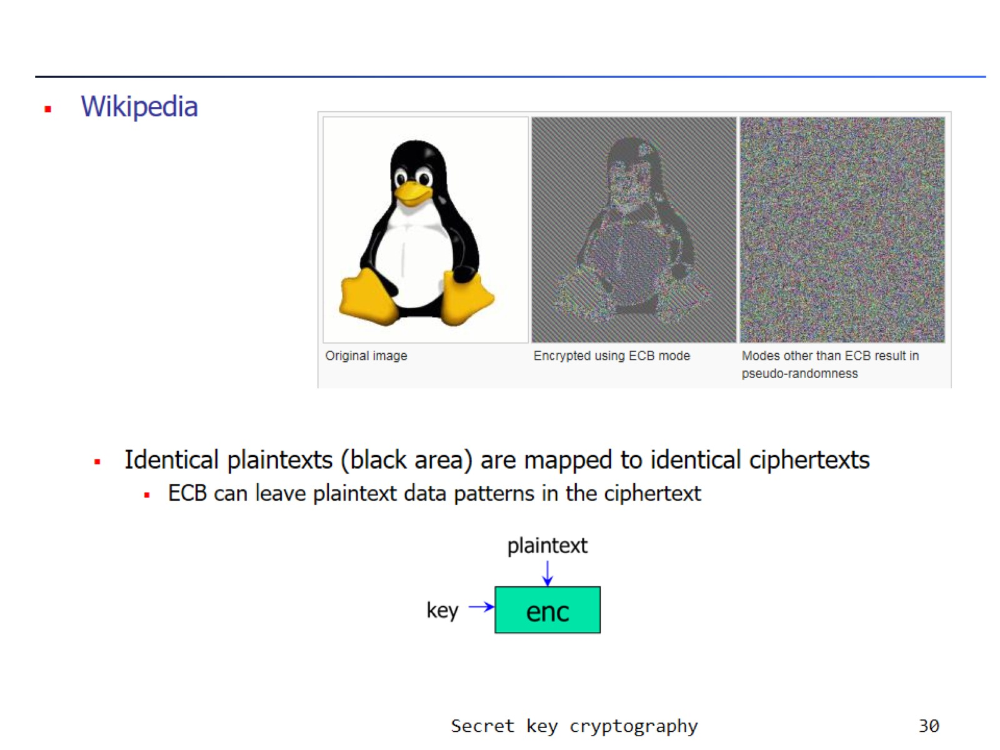 Wikipedia
Original image
Encrypted using ECB mode
Modes other than ECB result in
pseudo-randomness
Identical plaintexts (black area) are mapped to identical ciphertexts
ECB can leave plaintext data patterns in the ciphertext
plaintext
key
enc
Secret key cryptography
30